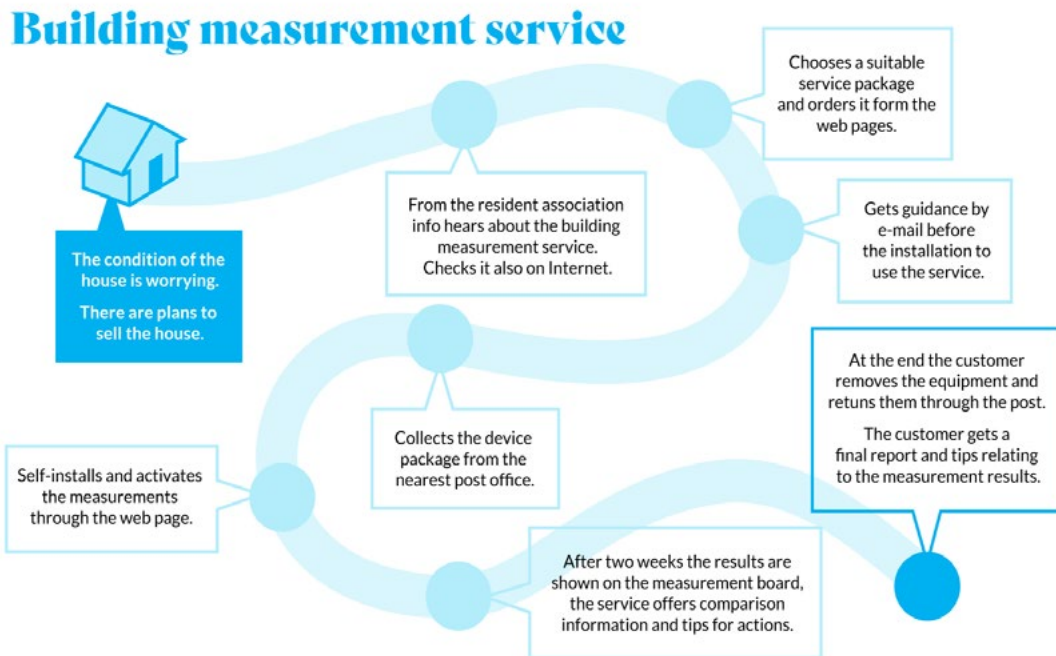 Building measurement service
The condition of the
house is worrying.
There are plans to
sell the house.
From the resident association
info hears about the building
measurement service.
Checks it also on Internet.
Chooses a suitable
service package
and orders it form the
web pages.
Gets guidance by
e-mail before
the installation to
use the service.
Collects the device
package from the
nearest post office.
Self-installs and activates
the measurements
through the web page.
After two weeks the results are
shown on the measurement board,
the service offers comparison
information and tips for actions.
At the end the customer
removes the equipment and
retuns them through the post.
The customer gets a
final report and tips relating
to the measurement results.